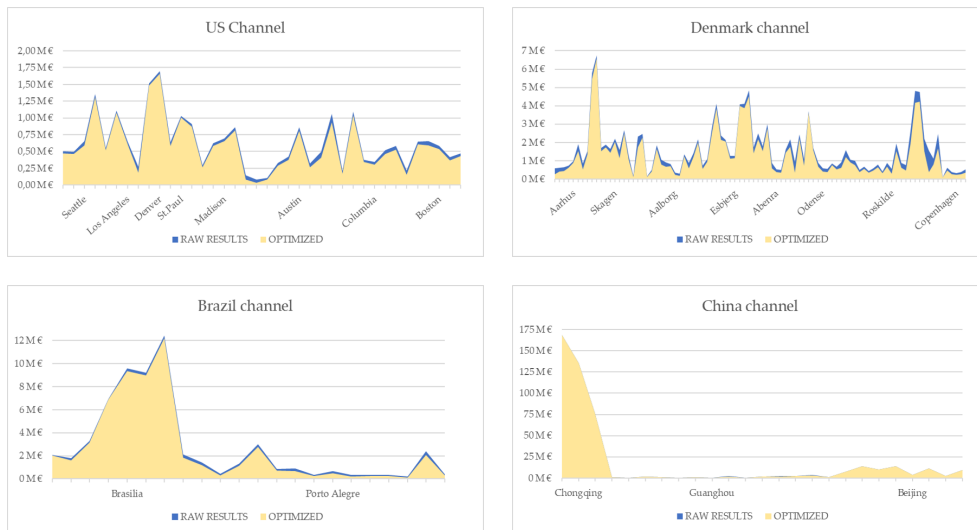 US Channel
2,00 M €
1,75 M €
1,50 M €
1,25 M €
1,00 M €
0,75 M €
0,50 M €
0,25 M €
0,00 M €
Seattle
Los Angeles
Denver
St.Paul
Madison
Austin
Columbia
Boston
RAW RESULTS OPTIMIZED
Denmark channel
7 M €
6 M €
5 M €
4 M €
3 M €
2 M €
1 M €
0 M €
Aarhus
Skagen
Aalborg
Esbjerg
Abenra
Odense
Roskilde
Copenhagen
RAW RESULTS OPTIMIZED
Brazil channel
12 M €
10 M €
8 M €
6 M €
4 M €
2 M €
0 M €
Brasilia Porto Alegre
RAW RESULTS OPTIMIZED
China channel
175 M €
150 M €
125 M €
100 M €
75 M €
50 M €
25 M €
0 M €
Chongqing Guanghou Beijing
RAW RESULTS OPTIMIZED